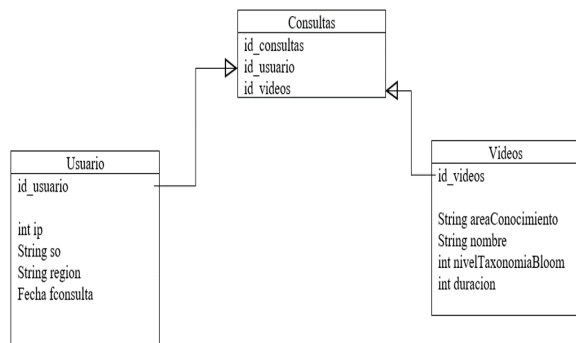 Consultas
id_consultas
id_usuario
id_videos
Usuario
id_usuario
int ip
String so
String region
Fecha fconsulta
Videos
id_videos
String areaConocimiento
String nombre
int nivelTaxonomiaBloom
int duracion